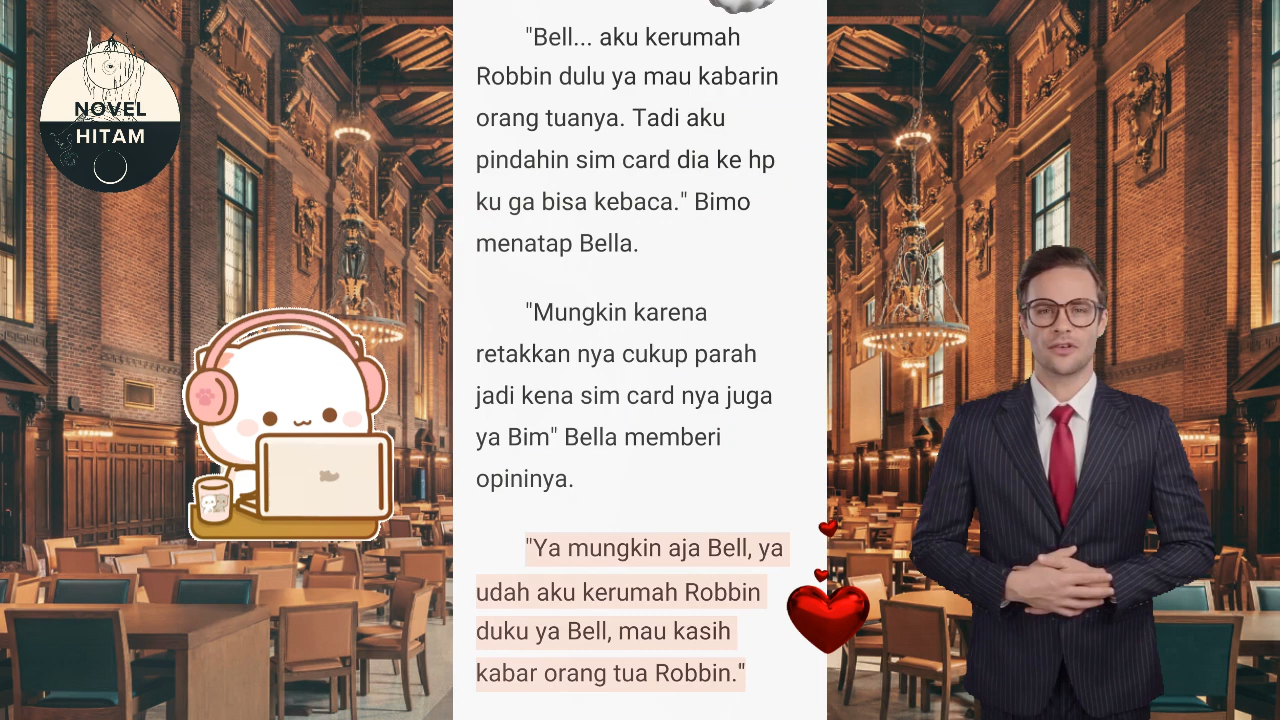 NOVEL
HITAM
"Bell... aku kerumah
Robbin dulu ya mau kabarin
orang tuanya. Tadi aku
pindahin sim card dia ke hp
ku ga bisa kebaca." Bimo
menatap Bella.
"Mungkin karena
retakkan nya cukup parah
jadi kena sim card nya juga
ya Bim" Bella memberi
opininya.
"Ya mungkin aja Bell, ya
udah aku kerumah Robbin
duku ya Bell, mau kasih
kabar orang tua Robbin."